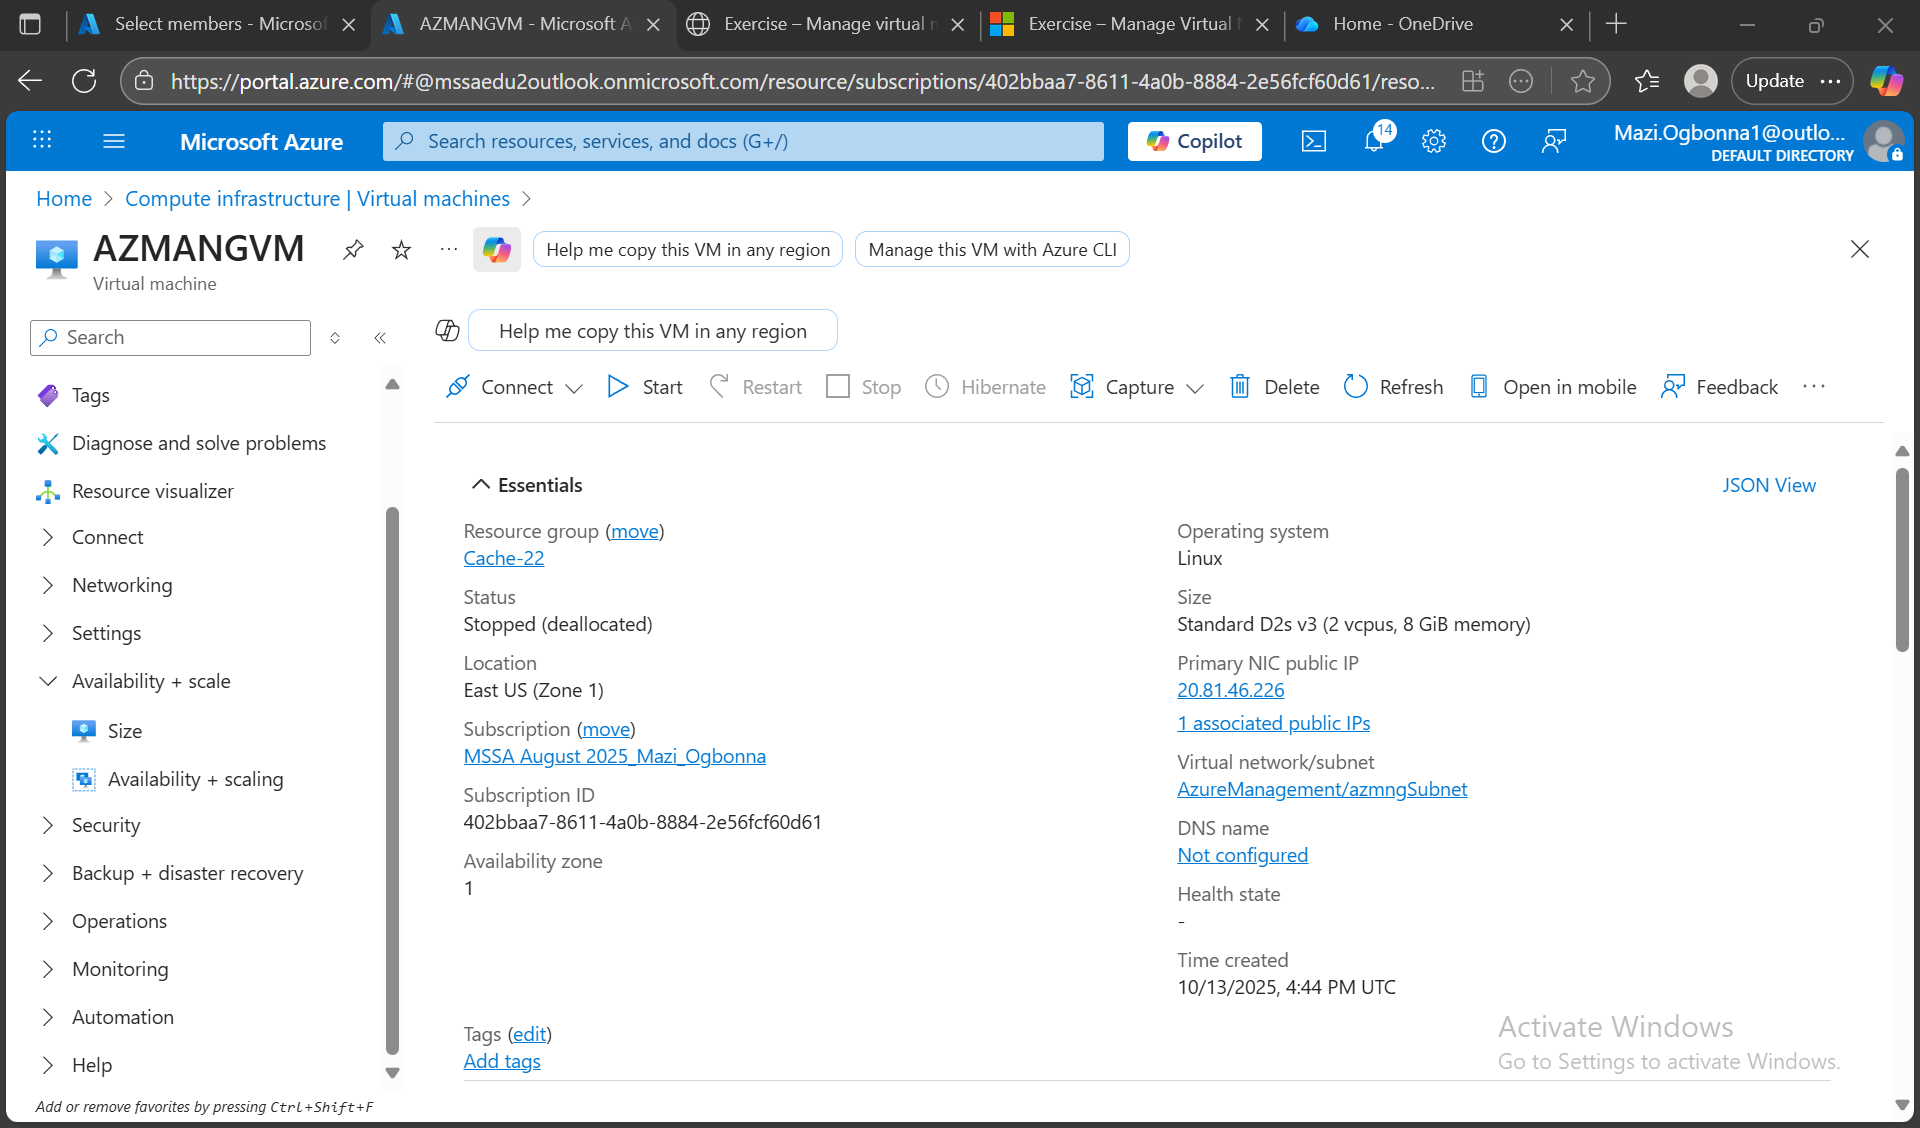 Select members - Microsof
AZMANGVM - Microsoft A
Exercise – Manage virtual n
Exercise – Manage Virtual
Home - OneDrive
https://portal.azure.com/#@mssaedu2outlook.onmicrosoft.com/resource/subscriptions/402bbaa7-8611-4a0b-8884-2e56fcf60d61/reso...
Update
Microsoft Azure
Search resources, services, and docs (G+/)
Copilot
14
Mazi.Ogbonna1@outlo...
DEFAULT DIRECTORY
Home > Compute infrastructure | Virtual machines >
AZMANGVM
Virtual machine
Help me copy this VM in any region
Manage this VM with Azure CLI
Search
Help me copy this VM in any region
Connect
Start
Restart
Stop
Hibernate
Capture
Delete
Refresh
Open in mobile
Feedback
Tags
Diagnose and solve problems
Resource visualizer
Connect
Networking
Settings
Availability + scale
Size
Availability + scaling
Security
Backup + disaster recovery
Operations
Monitoring
Automation
Help
Add or remove favorites by pressing Ctrl+Shift+F
Essentials
JSON View
Resource group (move)
Cache-22
Status
Stopped (deallocated)
Location
East US (Zone 1)
Subscription (move)
MSSA August 2025_Mazi_Ogbonna
Subscription ID
402bbaa7-8611-4a0b-8884-2e56fcf60d61
Availability zone
1
Operating system
Linux
Size
Standard D2s v3 (2 vcpus, 8 GiB memory)
Primary NIC public IP
20.81.46.226
1 associated public IPs
Virtual network/subnet
AzureManagement/azmngSubnet
DNS name
Not configured
Health state
-
Time created
10/13/2025, 4:44 PM UTC
Tags (edit)
Add tags
Activate Windows
Go to Settings to activate Windows.